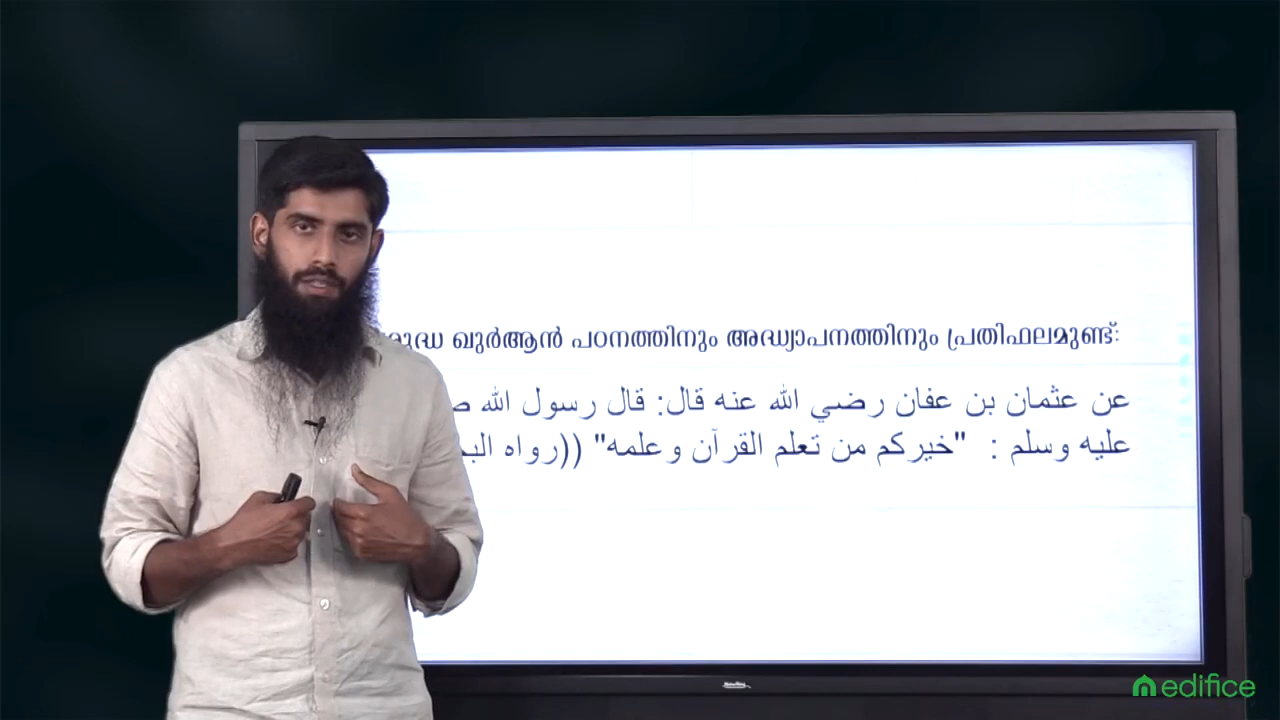 ഖുർആൻ പഠനത്തിനും അദ്ധ്യാപനത്തിനും പ്രതിഫലമുണ്ട്:
عن عثمان بن عفان رضي الله عنه قال: قال رسول الله
عليه وسلم : "خيركم من تعلم القرآن وعلمه" ((رواه
edifice